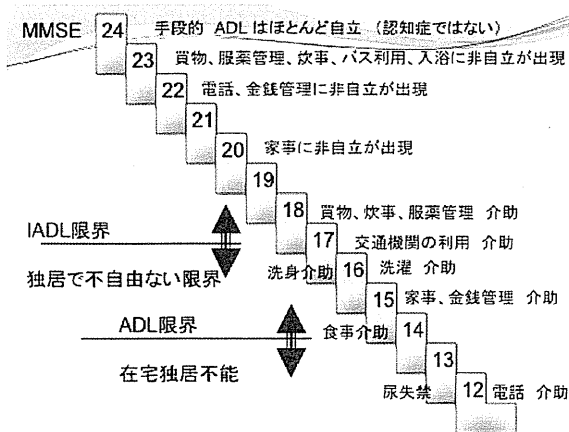 MMSE 24 手段的 ADL はほとんど自立 (認知症ではない)
23 買物、服薬管理、炊事、バス利用、入浴に非自立が出現
22 電話、金銭管理に非自立が出現
21
20 家事に非自立が出現
19
18 買物、炊事、服薬管理 介助
IADL限界
17 交通機関の利用 介助
独居で不自由ない限界
洗身介助 16 洗濯 介助
15 家事、金銭管理 介助
ADL限界
食事介助 14
在宅独居不能
13
尿失禁 12 電話 介助